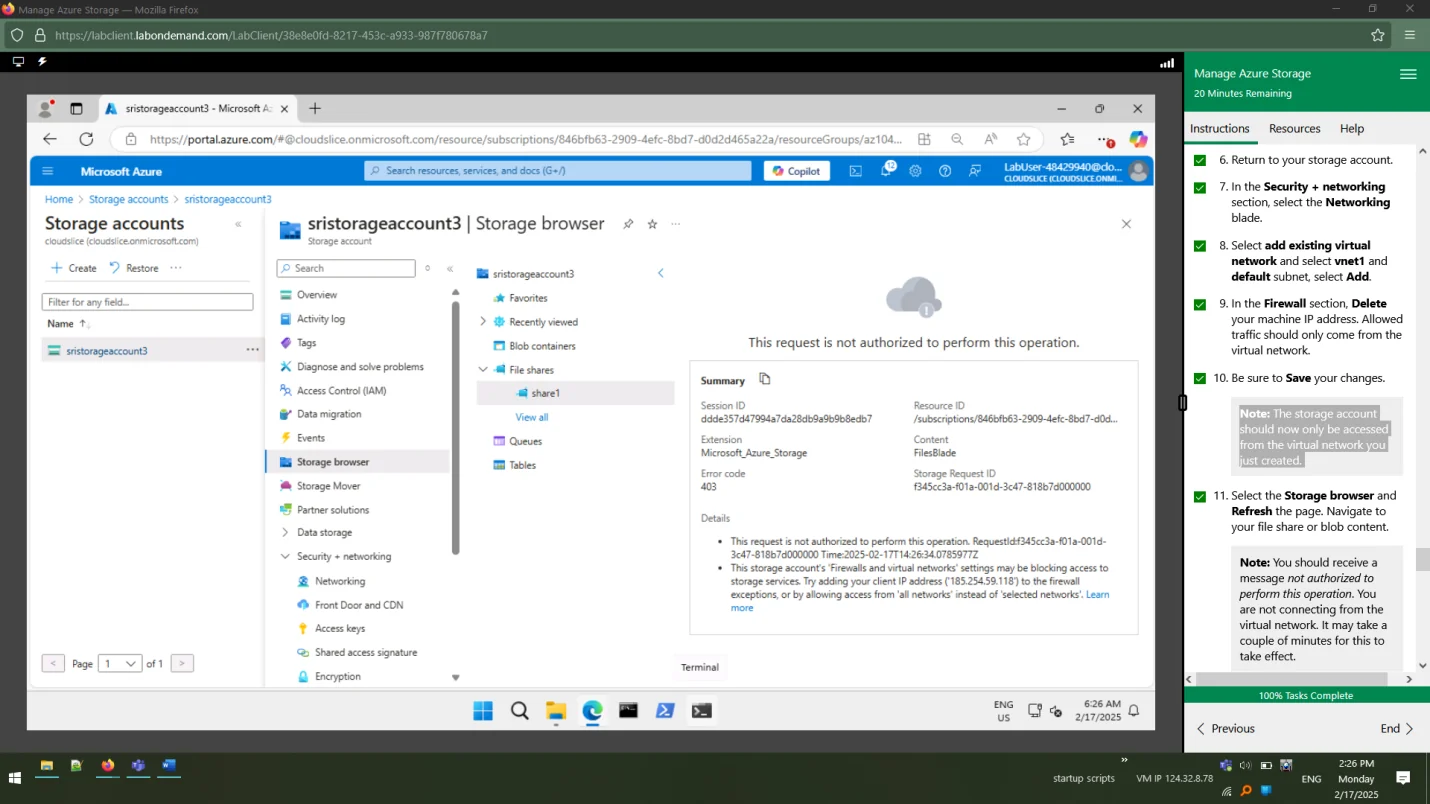 Manage Azure Storage — Mozilla Firefox
https://labclient.labondemand.com/LabClient/38e8e0fd-8217-453c-a933-987f780678a7
sristorageaccount3 - Microsoft Az
https://portal.azure.com/#@cloudslice.onmicrosoft.com/resource/subscriptions/846bfb63-2909-4efc-8bd7-d0d2d465a22a/resourceGroups/az104...
Microsoft Azure
Search resources, services, and docs (G+/)
Copilot
12
LabUser-48429940@do...
CLOUDSLICE (CLOUDSLICE.ONMI...
Home > Storage accounts > sristorageaccount3
Storage accounts
cloudslice (cloudslice.onmicrosoft.com)
Create
Restore
Filter for any field...
Name
sristorageaccount3
Page 1 of 1
sristorageaccount3 | Storage browser
Storage account
Search
Overview
Activity log
Tags
Diagnose and solve problems
Access Control (IAM)
Data migration
Events
Storage browser
Storage Mover
Partner solutions
Data storage
Security + networking
Networking
Front Door and CDN
Access keys
Shared access signature
Encryption
sristorageaccount3
Favorites
Recently viewed
Blob containers
File shares
share1
View all
Queues
Tables
This request is not authorized to perform this operation.
Summary
Session ID
ddde357d47994a7da28db9a9b9b8edb7
Resource ID
/subscriptions/846bfb63-2909-4efc-8bd7-d0d...
Extension
Microsoft_Azure_Storage
Content
FilesBlade
Error code
403
Storage Request ID
f345cc3a-f01a-001d-3c47-818b7d000000
Details
This request is not authorized to perform this operation. RequestId:f345cc3a-f01a-001d-
3c47-818b7d000000 Time:2025-02-17T14:26:34.0785977Z
This storage account's 'Firewalls and virtual networks' settings may be blocking access to
storage services. Try adding your client IP address ('185.254.59.118') to the firewall
exceptions, or by allowing access from 'all networks' instead of 'selected networks'. Learn
more
Terminal
ENG
US
6:26 AM
2/17/2025
Manage Azure Storage
20 Minutes Remaining
Instructions
Resources
Help
6. Return to your storage account.
7. In the Security + networking
section, select the Networking
blade.
8. Select add existing virtual
network and select vnet1 and
default subnet, select Add.
9. In the Firewall section, Delete
your machine IP address. Allowed
traffic should only come from the
virtual network.
10. Be sure to Save your changes.
Note: The storage account
should now only be accessed
from the virtual network you
just created.
11. Select the Storage browser and
Refresh the page. Navigate to
your file share or blob content.
Note: You should receive a
message not authorized to
perform this operation. You
are not connecting from the
virtual network. It may take a
couple of minutes for this to
take effect.
100% Tasks Complete
Previous
End
startup scripts
VM IP 124.32.8.78
ENG
2:26 PM
Monday
2/17/2025